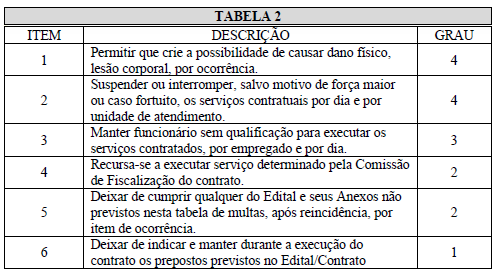 TABELA 2
ITEM DESCRIÇÃO GRAU
1 Permitir que crie a possibilidade de causar dano físico, lesão corporal, por ocorrência. 4
2 Suspender ou interromper, salvo motivo de força maior ou caso fortuito, os serviços contratuais por dia e por unidade de atendimento. 4
3 Manter funcionário sem qualificação para executar os serviços contratados, por empregado e por dia. 3
4 Recursa-se a executar serviço determinado pela Comissão de Fiscalização do contrato. 2
5 Deixar de cumprir qualquer do Edital e seus Anexos não previstos nesta tabela de multas, após reincidência, por item de ocorrência. 2
6 Deixar de indicar e manter durante a execução do contrato os prepostos previstos no Edital/Contrato 1